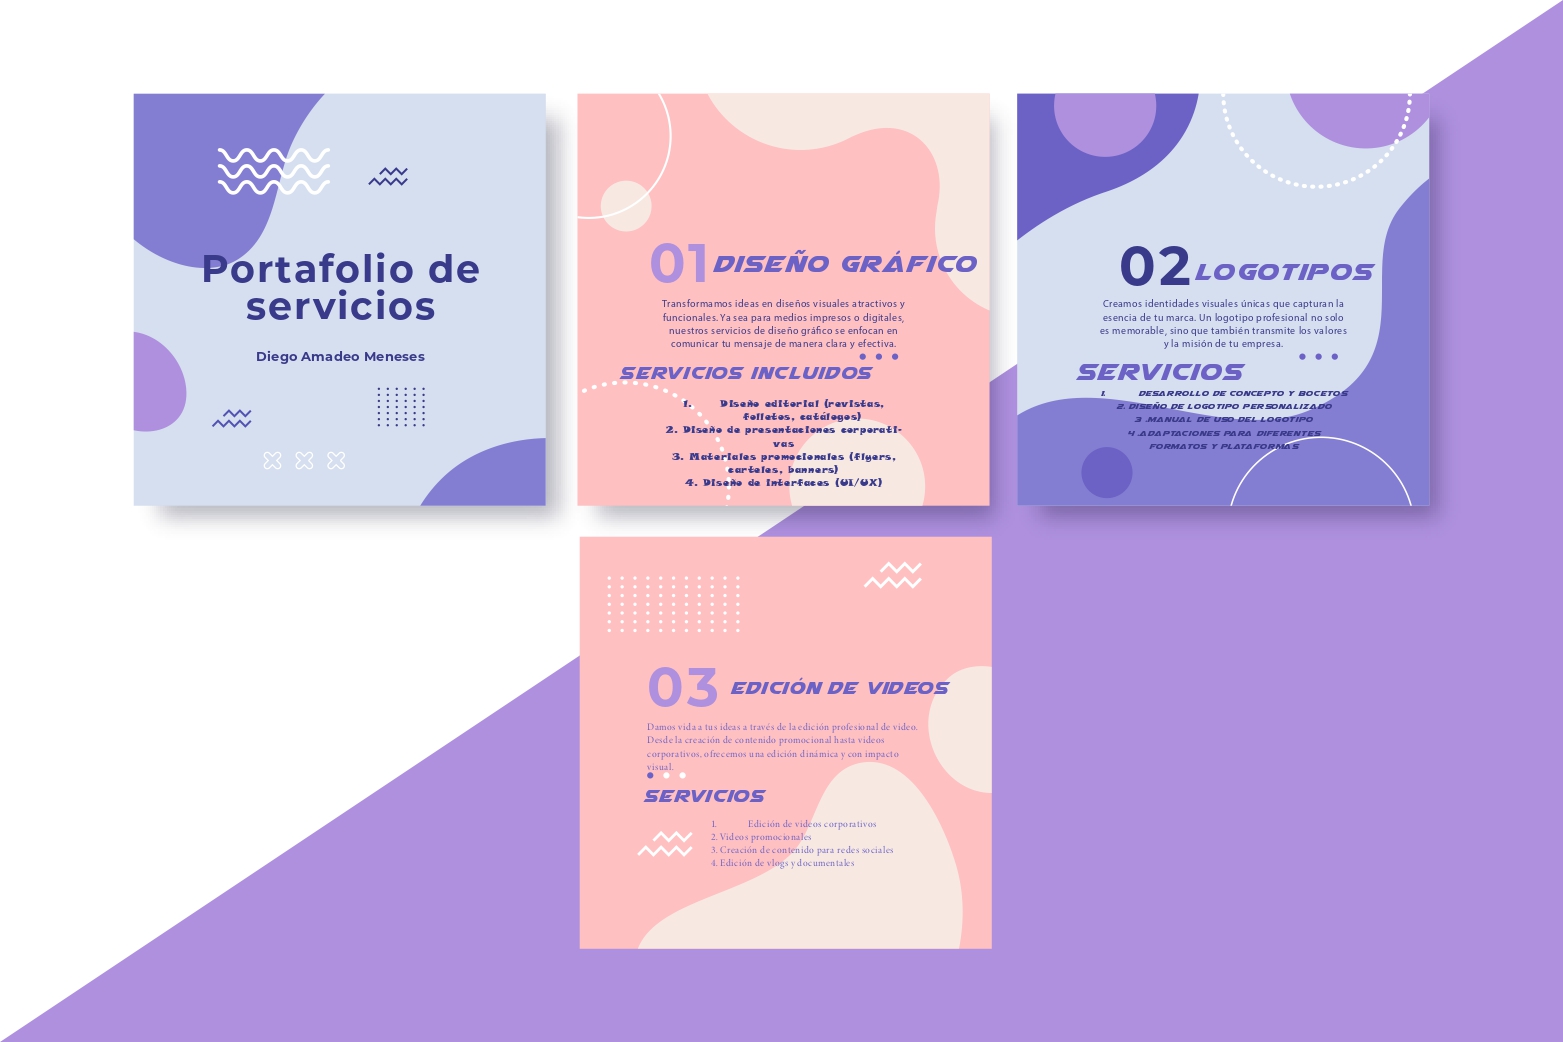 Portafolio de
servicios
Diego Amadeo Meneses
01 DISEÑO GRÁFICO
Transformamos ideas en diseños visuales atractivos y
funcionales. Ya sea para medios impresos o digitales,
nuestros servicios de diseño gráfico se enfocan en
comunicar tu mensaje de manera clara y efectiva.
SERVICIOS INCLUIDOS
1. Diseño editorial (revistas,
folletos, catálogos)
2. Diseño de presentaciones corporati-
vas
3. Materiales promocionales (flyers,
carteles, banners)
4. Diseño de interfaces (UI/UX)
02 LOGOTIPOS
Creamos identidades visuales únicas que capturan la
esencia de tu marca. Un logotipo profesional no solo
es memorable, sino que también transmite los valores
y la misión de tu empresa.
SERVICIOS
1. DESARROLLO DE CONCEPTO Y BOCETOS
2. DISEÑO DE LOGOTIPO PERSONALIZADO
3 .MANUAL DE USO DEL LOGOTIPO
4 .ADAPTACIONES PARA DIFERENTES
FORMATOS Y PLATAFORMAS
03 EDICIÓN DE VIDEOS
Damos vida a tus ideas a través de la edición profesional de video.
Desde la creación de contenido promocional hasta videos
corporativos, ofrecemos una edición dinámica y con impacto
visual.
SERVICIOS
1. Edición de videos corporativos
2. Videos promocionales
3. Creación de contenido para redes sociales
4. Edición de vlogs y documentales